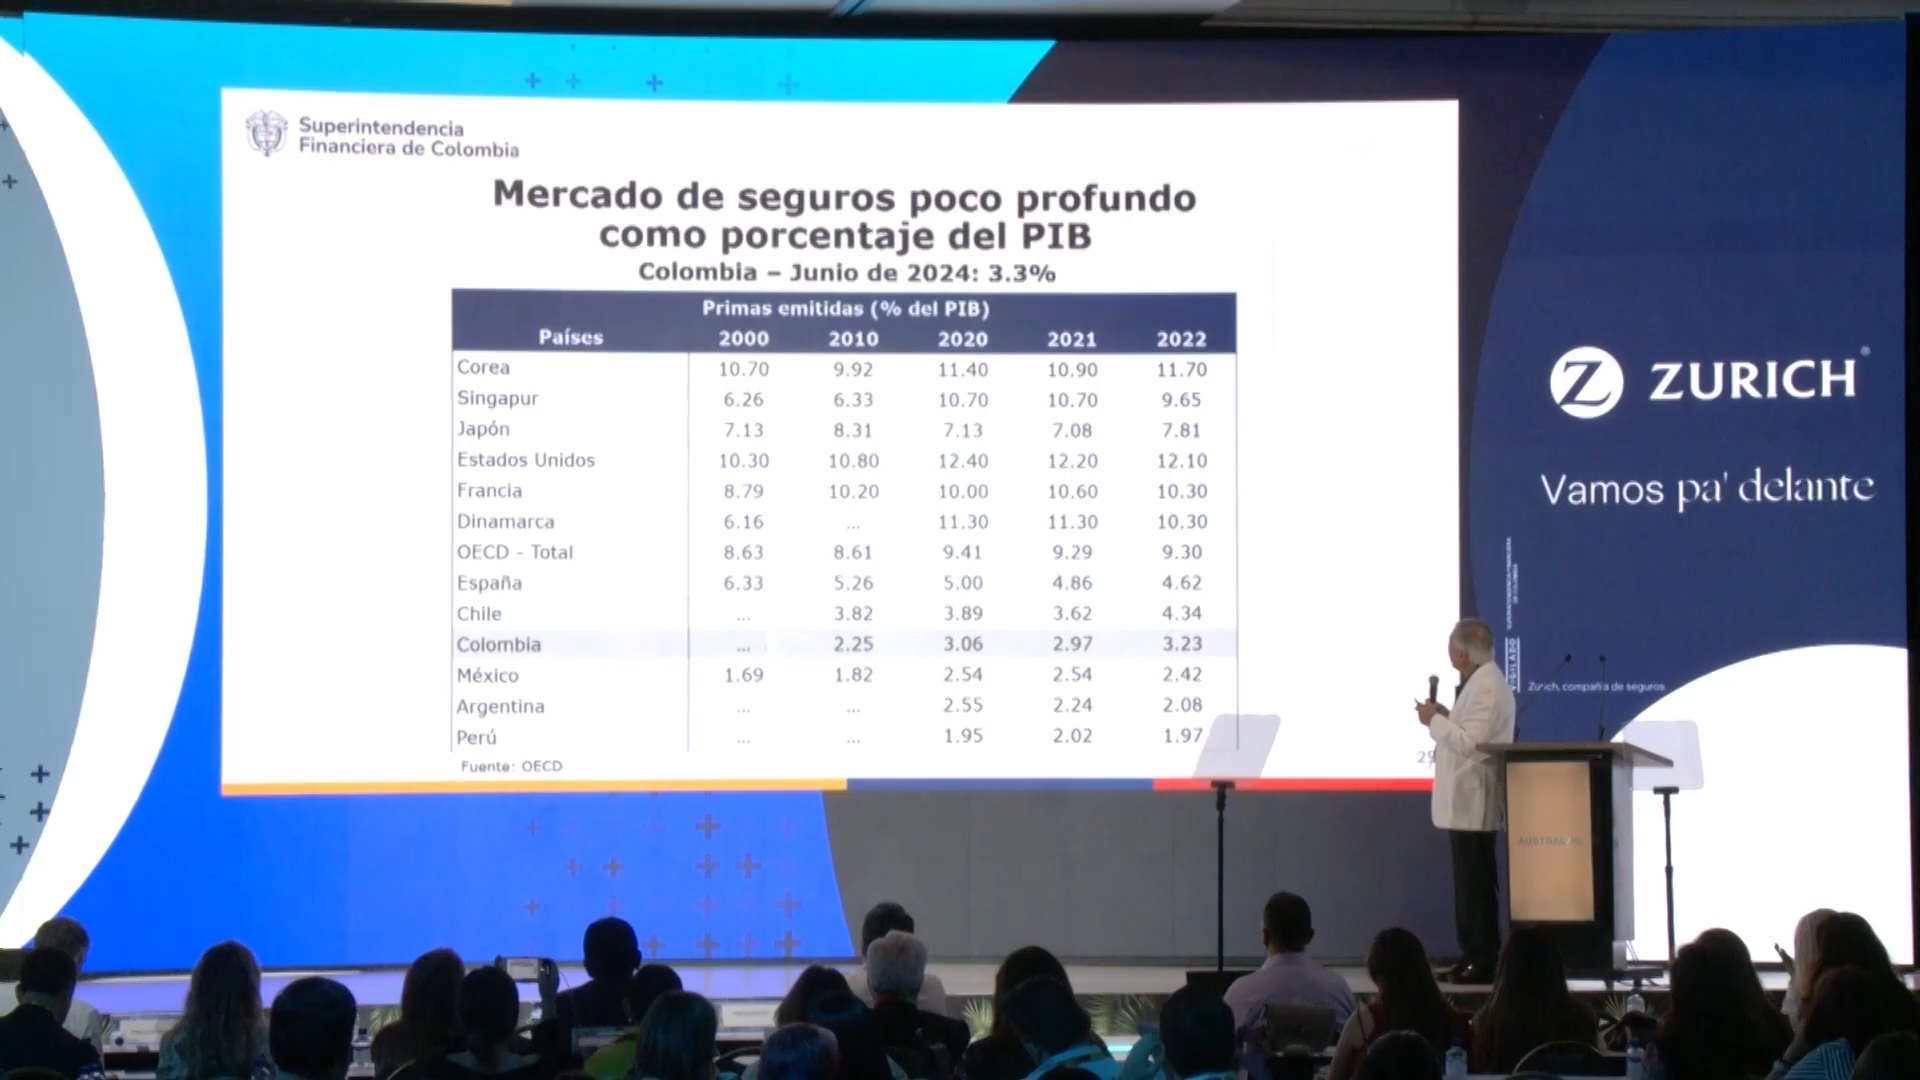 Superintendencia
Financiera de Colombia
Mercado de seguros poco profundo
como porcentaje del PIB
Colombia – Junio de 2024: 3.3%
Primas emitidas (% del PIB)
Países 2000 2010 2020 2021 2022
Corea 10.70 9.92 11.40 10.90 11.70
Singapur 6.26 6.33 10.70 10.70 9.65
Japón 7.13 8.31 7.13 7.08 7.81
Estados Unidos 10.30 10.80 12.40 12.20 12.10
Francia 8.79 10.20 10.00 10.60 10.30
Dinamarca 6.16 ... 11.30 11.30 10.30
OECD - Total 8.63 8.61 9.41 9.29 9.30
España 6.33 5.26 5.00 4.86 4.62
Chile ... 3.82 3.89 3.62 4.34
Colombia ... 2.25 3.06 2.97 3.23
México 1.69 1.82 2.54 2.54 2.42
Argentina ... ... 2.55 2.24 2.08
Perú ... ... 1.95 2.02 1.97
Fuente: OECD
Z ZURICH®
Vamos pa' delante
VIGILADO
SUPERINTENDENCIA FINANCIERA
DE COLOMBIA
Zurich, compañía de seguros